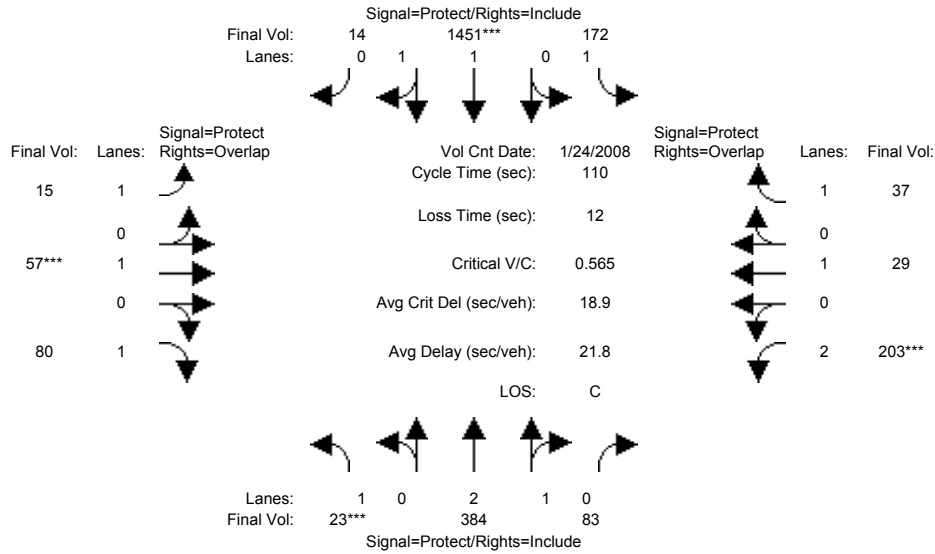 Signal=Protect/Rights=Include
Final Vol: 14 1451*** 172
Lanes: 0 1 1 0 1
Signal=Protect
Final Vol: Lanes: Rights=Overlap
Vol Cnt Date: 1/24/2008
Signal=Protect
Rights=Overlap Lanes: Final Vol:
Cycle Time (sec): 110
15 1
1 37
Loss Time (sec): 12
0
0
57*** 1
Critical V/C: 0.565
1 29
0
Avg Crit Del (sec/veh): 18.9
0
80 1
Avg Delay (sec/veh): 21.8
2 203***
LOS: C
Lanes: 1 0 2 1 0
Final Vol: 23*** 384 83
Signal=Protect/Rights=Include